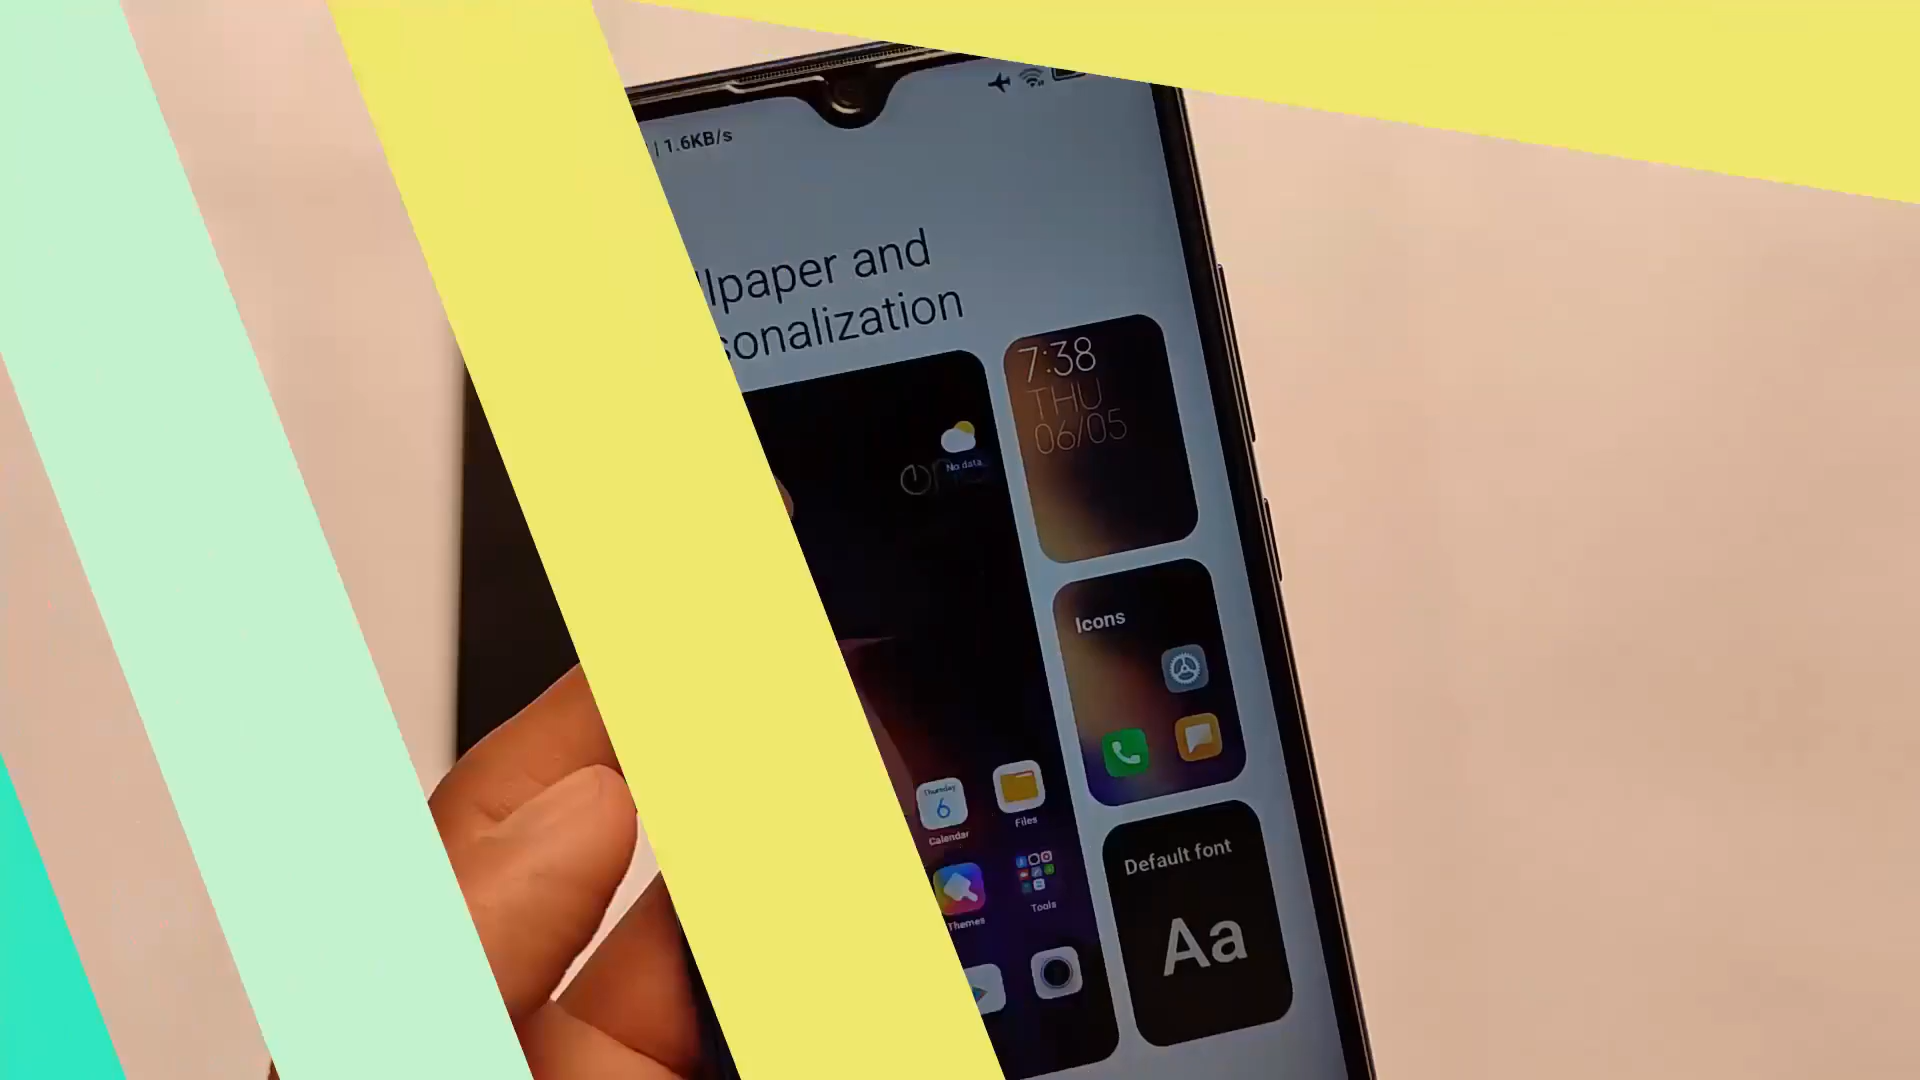 | 1.6KB/s
lpaper and
sonalization
7:38
THU
06/05
No data
Icons
Thursday
6
Calendar
Files
Themes
Tools
Default font
Aa